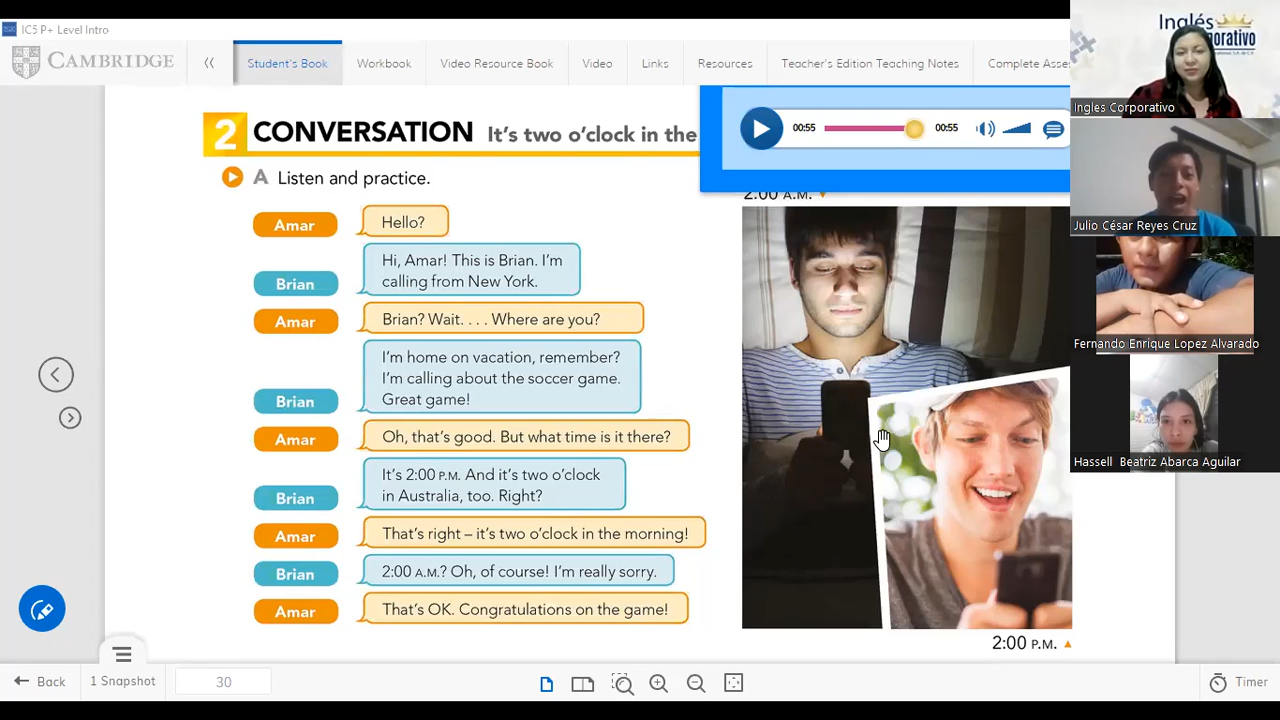 IC5 P+ Level Intro
CAMBRIDGE
Student's Book
Workbook
Video Resource Book
Video
Links
Resources
Teacher's Edition Teaching Notes
Complete Asse
2 CONVERSATION It's two o'clock in the
00:55
00:55
A Listen and practice.
2:00 A.M.
Amar Hello?
Brian Hi, Amar! This is Brian. I'm
calling from New York.
Amar Brian? Wait. . . . Where are you?
Brian I'm home on vacation, remember?
I'm calling about the soccer game.
Great game!
Amar Oh, that's good. But what time is it there?
Brian It's 2:00 P.M. And it's two o'clock
in Australia, too. Right?
Amar That's right – it's two o'clock in the morning!
Brian 2:00 A.M.? Oh, of course! I'm really sorry.
Amar That's OK. Congratulations on the game!
2:00 P.M.
Back
1 Snapshot
30
Timer
Inglés
Ingles Corporativo
Julio César Reyes Cruz
Fernando Enrique Lopez Alvarado
Hassell Beatriz Abarca Aguilar